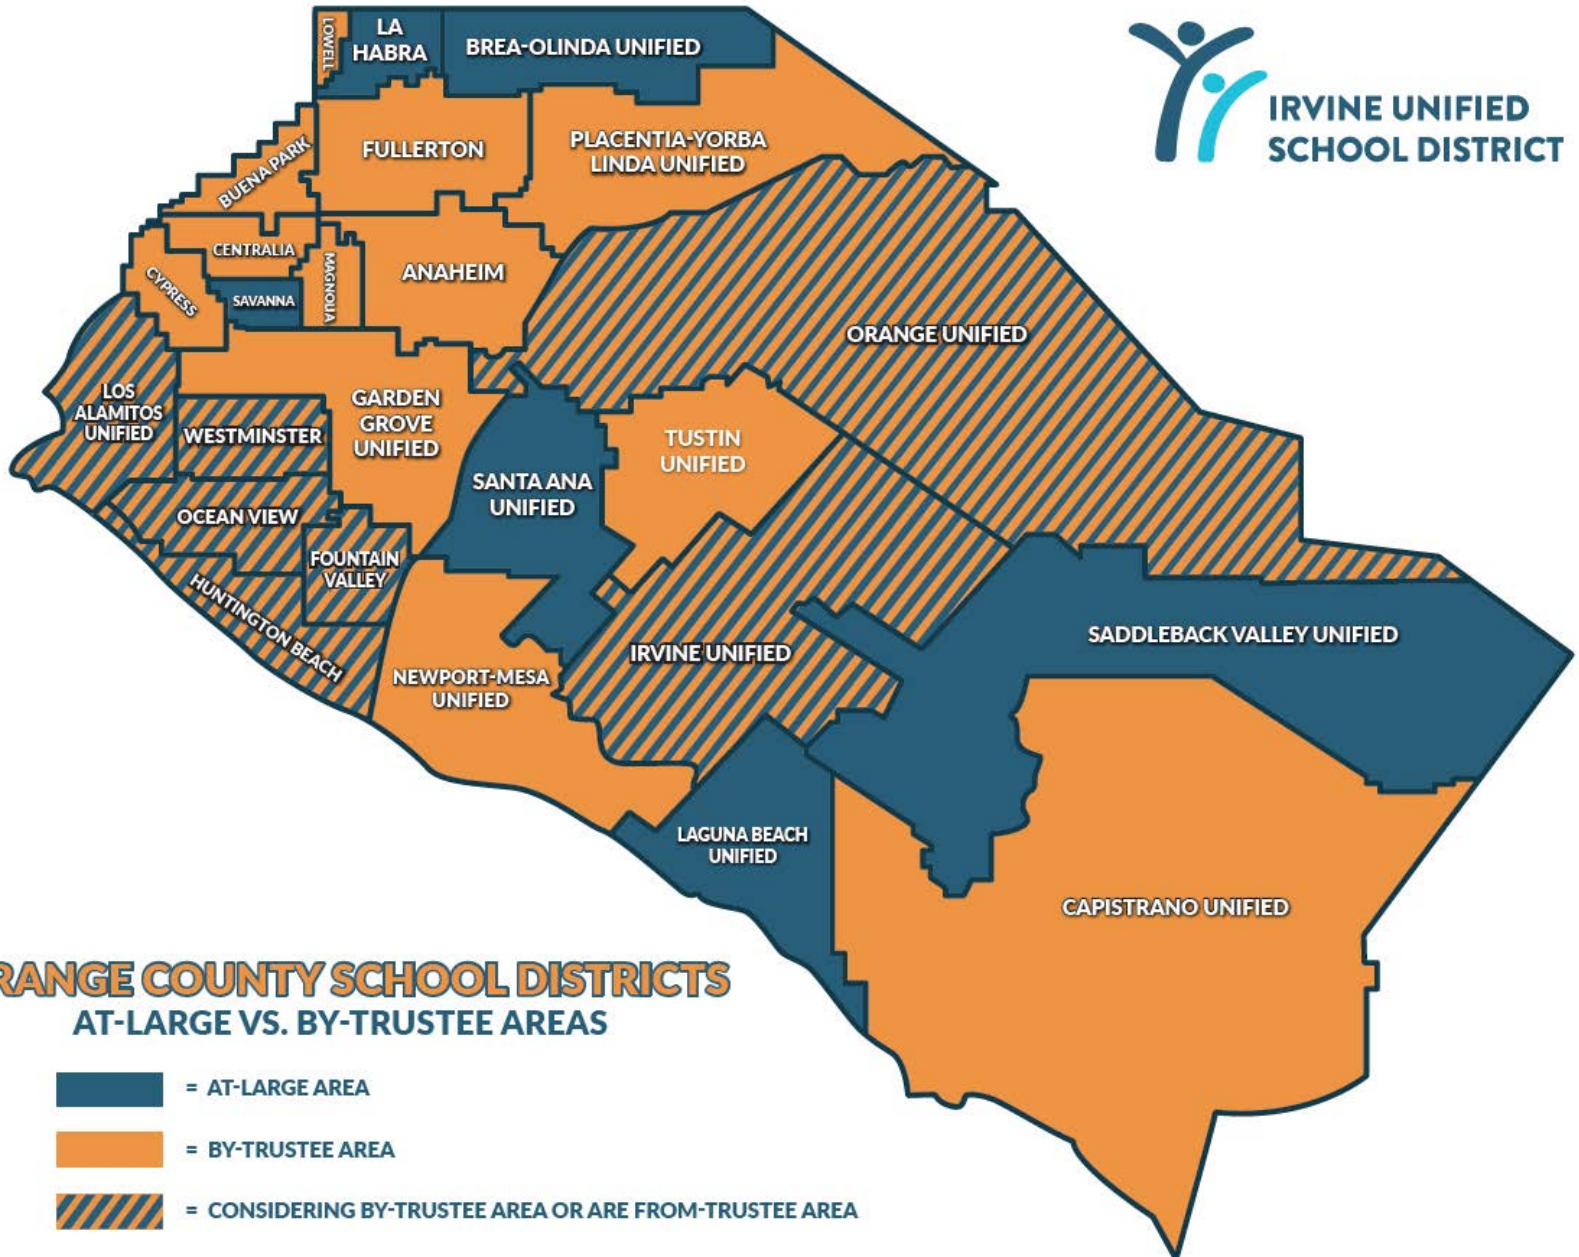 LOWELL
LA
HABRA
BREA-OLINDA UNIFIED
IRVINE UNIFIED
SCHOOL DISTRICT
BUENA PARK
FULLERTON
PLACENTIA-YORBA
LINDA UNIFIED
CENTRALIA
CYPRESS
SAVANNA
MAGNOLIA
ANAHEIM
ORANGE UNIFIED
LOS
ALAMITOS
UNIFIED
WESTMINSTER
GARDEN
GROVE
UNIFIED
TUSTIN
UNIFIED
SANTA ANA
UNIFIED
OCEAN VIEW
FOUNTAIN
VALLEY
HUNTINGTON BEACH
IRVINE UNIFIED
SADDLEBACK VALLEY UNIFIED
NEWPORT-MESA
UNIFIED
LAGUNA BEACH
UNIFIED
CAPISTRANO UNIFIED
RANGE COUNTY SCHOOL DISTRICTS
AT-LARGE VS. BY-TRUSTEE AREAS
= AT-LARGE AREA
= BY-TRUSTEE AREA
= CONSIDERING BY-TRUSTEE AREA OR ARE FROM-TRUSTEE AREA